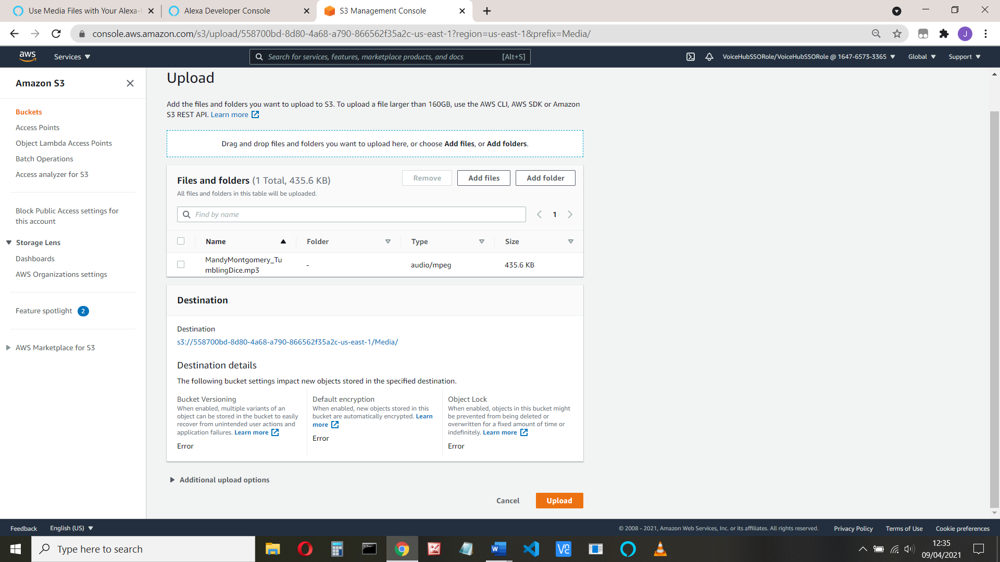 Use Media Files with Your Alexa-
Alexa Developer Console
S3 Management Console
console.aws.amazon.com/s3/upload/558700bd-8d80-4a68-a790-866562f35a2c-us-east-1?region=us-east-1&prefix=Media/
J
aws
Services
Search for services, features, marketplace products, and docs
[Alt+S]
VoiceHubSSORole/VoiceHubSSORole @ 1647-6573-3365
Global
Support
Amazon S3
Buckets
Access Points
Object Lambda Access Points
Batch Operations
Access analyzer for S3
Block Public Access settings for
this account
Storage Lens
Dashboards
AWS Organizations settings
Feature spotlight 2
AWS Marketplace for S3
Upload
Add the files and folders you want to upload to S3. To upload a file larger than 160GB, use the AWS CLI, AWS SDK or Amazon
S3 REST API. Learn more
Drag and drop files and folders you want to upload here, or choose Add files, or Add folders.
Files and folders (1 Total, 435.6 KB)
All files and folders in this table will be uploaded.
Remove
Add files
Add folder
Find by name
1
Name
Folder
Type
Size
MandyMontgomery_Tu
mblingDice.mp3
-
audio/mpeg
435.6 KB
Destination
Destination
s3://558700bd-8d80-4a68-a790-866562f35a2c-us-east-1/Media/
Destination details
The following bucket settings impact new objects stored in the specified destination.
Bucket Versioning
When enabled, multiple variants of an
object can be stored in the bucket to easily
recover from unintended user actions and
application failures. Learn more
Error
Default encryption
When enabled, new objects stored in this
bucket are automatically encrypted. Learn
more
Error
Object Lock
When enabled, objects in this bucket might
be prevented from being deleted or
overwritten for a fixed amount of time or
indefinitely. Learn more
Error
Additional upload options
Cancel
Upload
Feedback
English (US)
© 2008 - 2021, Amazon Web Services, Inc. or its affiliates. All rights reserved.
Privacy Policy
Terms of Use
Cookie preferences
Type here to search
12:35
09/04/2021